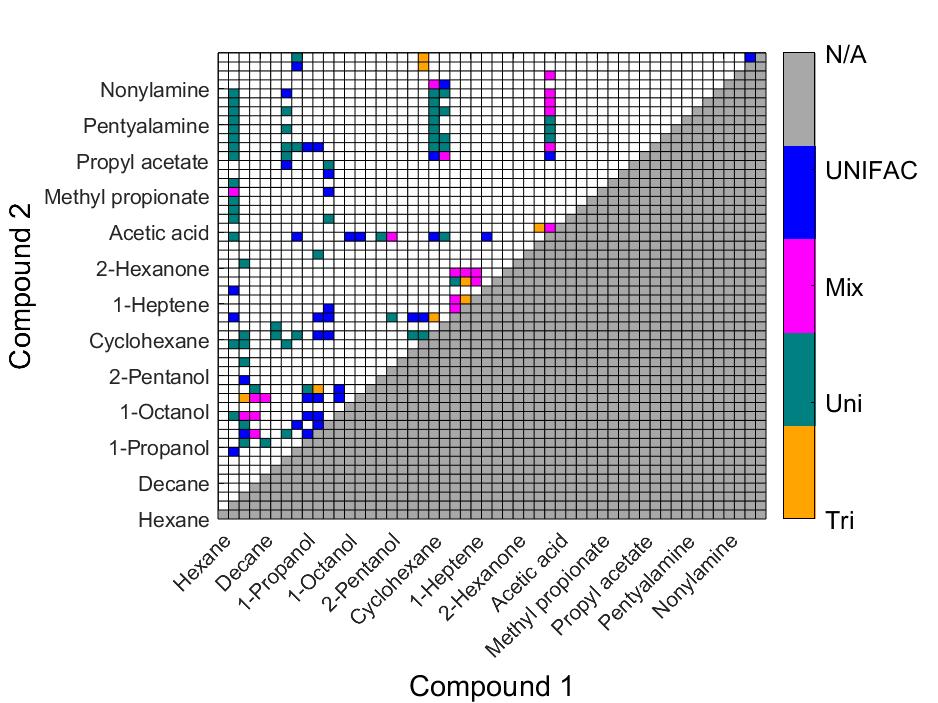 N/A
UNIFAC
Mix
Uni
Tri
Compound 2
Nonylamine
Pentyalamine
Propyl acetate
Methyl propionate
Acetic acid
2-Hexanone
1-Heptene
Cyclohexane
2-Pentanol
1-Octanol
1-Propanol
Decane
Hexane
Hexane
Decane
1-Propanol
1-Octanol
2-Pentanol
Cyclohexane
1-Heptene
2-Hexanone
Acetic acid
Methyl propionate
Propyl acetate
Pentyalamine
Nonylamine
Compound 1